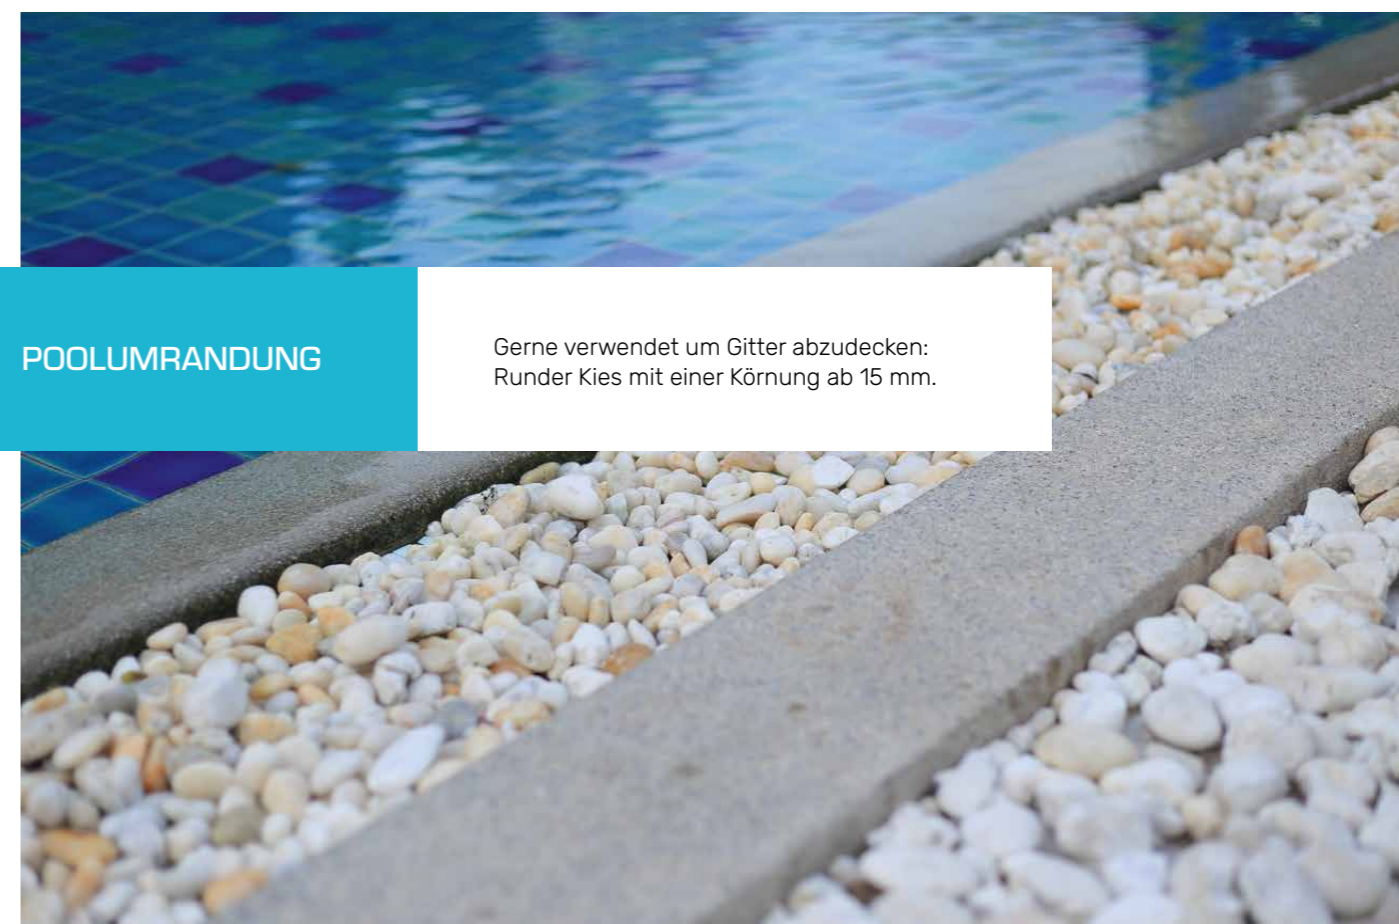 POOLUMRANDUNG
Gerne verwendet um Gitter abzudecken:
Runder Kies mit einer Körnung ab 15 mm.